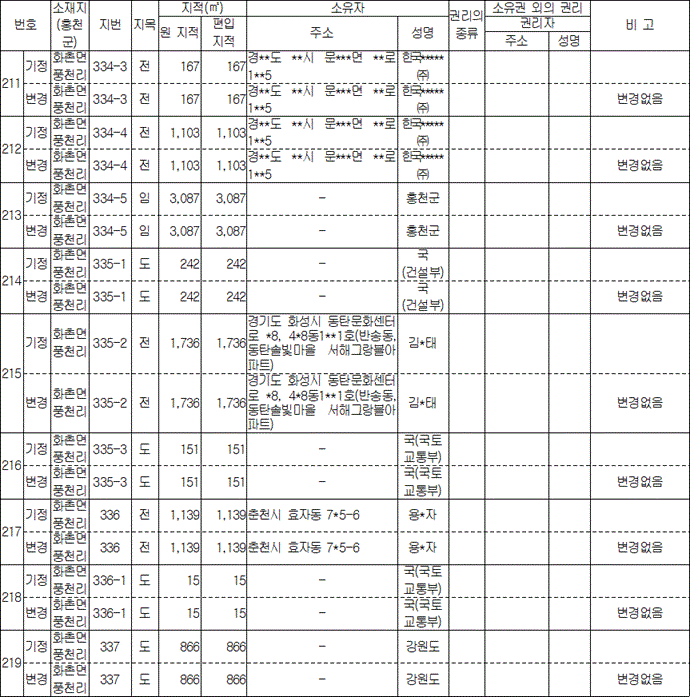 번호 소재지(홍천군) 지번 지목 지적(㎡) 소유자 권리의 종류 소유권 외의 권리 비 고
원 지적 편입 지적 주소 성명 권리자
주소 성명
211 기정 화촌면 풍천리 334-3 전 167 167 경**도 **시 문***면 **로 1**5 한국*****㈜
변경 화촌면 풍천리 334-3 전 167 167 경**도 **시 문***면 **로 1**5 한국*****㈜ 변경없음
212 기정 화촌면 풍천리 334-4 전 1,103 1,103 경**도 **시 문***면 **로 1**5 한국*****㈜
변경 화촌면 풍천리 334-4 전 1,103 1,103 경**도 **시 문***면 **로 1**5 한국*****㈜ 변경없음
213 기정 화촌면 풍천리 334-5 임 3,087 3,087 - 홍천군
변경 화촌면 풍천리 334-5 임 3,087 3,087 - 홍천군 변경없음
214 기정 화촌면 풍천리 335-1 도 242 242 - 국(건설부)
변경 화촌면 풍천리 335-1 도 242 242 - 국(건설부) 변경없음
215 기정 화촌면 풍천리 335-2 전 1,736 1,736 경기도 화성시 동탄문화센터로 *8, 4*8동1**1호(반송동, 동탄솔빛마을 서해그랑블아파트) 김*태
변경 화촌면 풍천리 335-2 전 1,736 1,736 경기도 화성시 동탄문화센터로 *8, 4*8동1**1호(반송동, 동탄솔빛마을 서해그랑블아파트) 김*태 변경없음
216 기정 화촌면 풍천리 335-3 도 151 151 - 국(국토교통부)
변경 화촌면 풍천리 335-3 도 151 151 - 국(국토교통부) 변경없음
217 기정 화촌면 풍천리 336 전 1,139 1,139 춘천시 효자동 7*5-6 용*자
변경 화촌면 풍천리 336 전 1,139 1,139 춘천시 효자동 7*5-6 용*자 변경없음
218 기정 화촌면 풍천리 336-1 도 15 15 - 국(국토교통부)
변경 화촌면 풍천리 336-1 도 15 15 - 국(국토교통부) 변경없음
219 기정 화촌면 풍천리 337 도 866 866 - 강원도
변경 화촌면 풍천리 337 도 866 866 - 강원도 변경없음